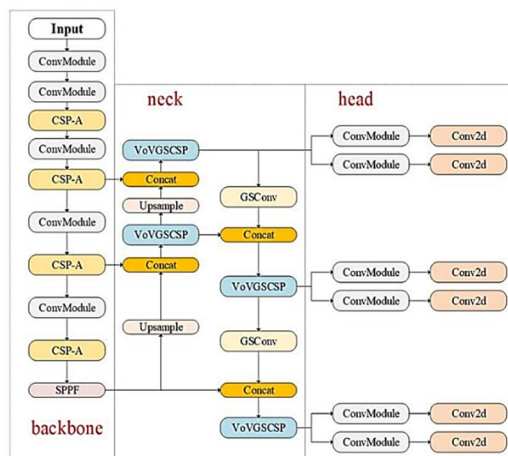 Input
ConvModule
ConvModule
CSP-A
ConvModule
CSP-A
ConvModule
CSP-A
ConvModule
CSP-A
SPPF
backbone
neck
VoVGSCSP
Concat
Upsample
VoVGSCSP
Concat
Upsample
GSConv
Concat
VoVGSCSP
GSConv
Concat
VoVGSCSP
head
ConvModule Conv2d
ConvModule Conv2d
ConvModule Conv2d
ConvModule Conv2d
ConvModule Conv2d
ConvModule Conv2d